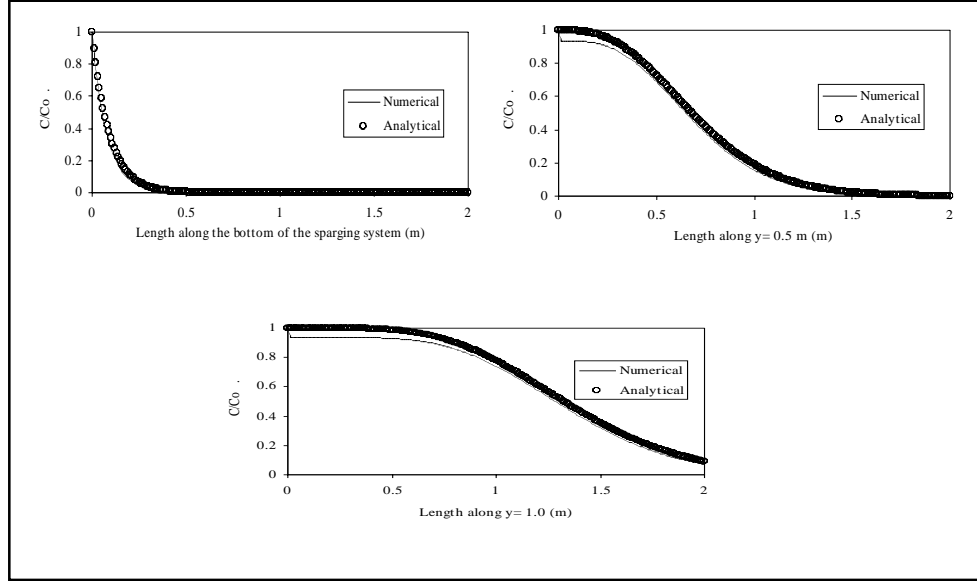 1
0.8
0.6
0.4
0.2
0
C/Co .
Numerical
Analytical
0 0.5 1 1.5 2
Length along the bottom of the sparging system (m)
1
0.8
0.6
0.4
0.2
0
C/Co .
Numerical
Analytical
0 0.5 1 1.5 2
Length along y= 0.5 m (m)
1
0.8
0.6
0.4
0.2
0
C/Co .
Numerical
Analytical
0 0.5 1 1.5 2
Length along y= 1.0 (m)